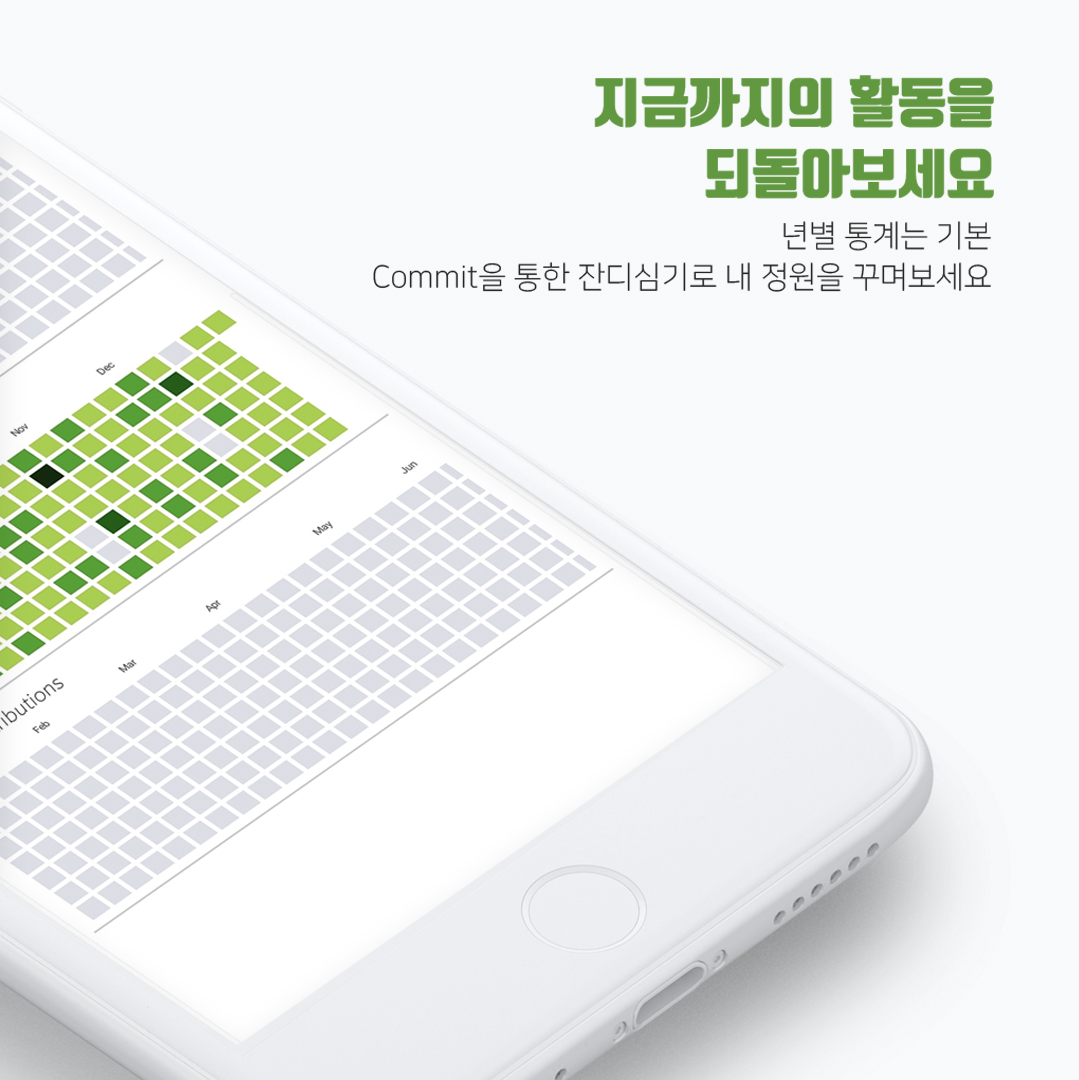 지금까지의 활동을
되돌아보세요
년별 통계는 기본
Commit을 통한 잔디심기로 내 정원을 꾸며보세요
Dec
Nov
Jun
May
Apr
Mar
ibutions
Feb